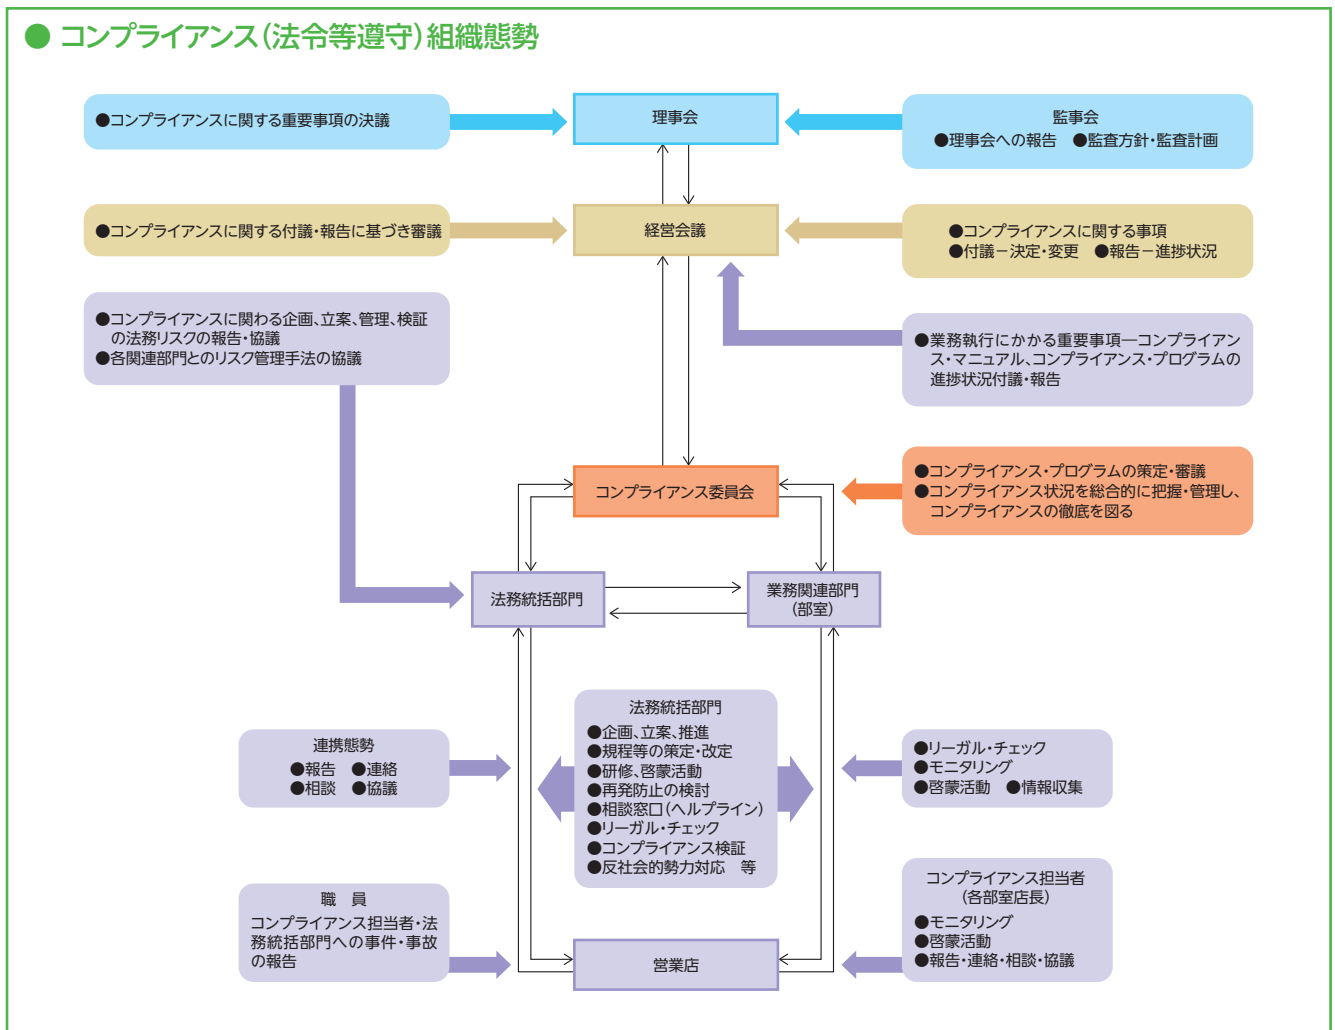 ● コンプライアンス（法令等遵守）組織態勢
●コンプライアンスに関する重要事項の決議
理事会
監事会
●理事会への報告　●監査方針・監査計画
●コンプライアンスに関する付議・報告に基づき審議
経営会議
●コンプライアンスに関する事項
●付議－決定・変更　●報告－進捗状況
●コンプライアンスに関わる企画、立案、管理、検証
の法務リスクの報告・協議
●各関連部門とのリスク管理手法の協議
●業務執行にかかる重要事項―コンプライアン
ス・マニュアル、コンプライアンス・プログラムの
進捗状況付議・報告
コンプライアンス委員会
●コンプライアンス・プログラムの策定・審議
●コンプライアンス状況を総合的に把握・管理し、
コンプライアンスの徹底を図る
法務統括部門
業務関連部門
（部室）
連携態勢
●報告　●連絡
●相談　●協議
法務統括部門
●企画、立案、推進
●規程等の策定・改定
●研修、啓蒙活動
●再発防止の検討
●相談窓口（ヘルプライン）
●リーガル・チェック
●コンプライアンス検証
●反社会的勢力対応　等
●リーガル・チェック
●モニタリング
●啓蒙活動　●情報収集
職　員
コンプライアンス担当者・法
務統括部門への事件・事故
の報告
営業店
コンプライアンス担当者
（各部室店長）
●モニタリング
●啓蒙活動
●報告・連絡・相談・協議